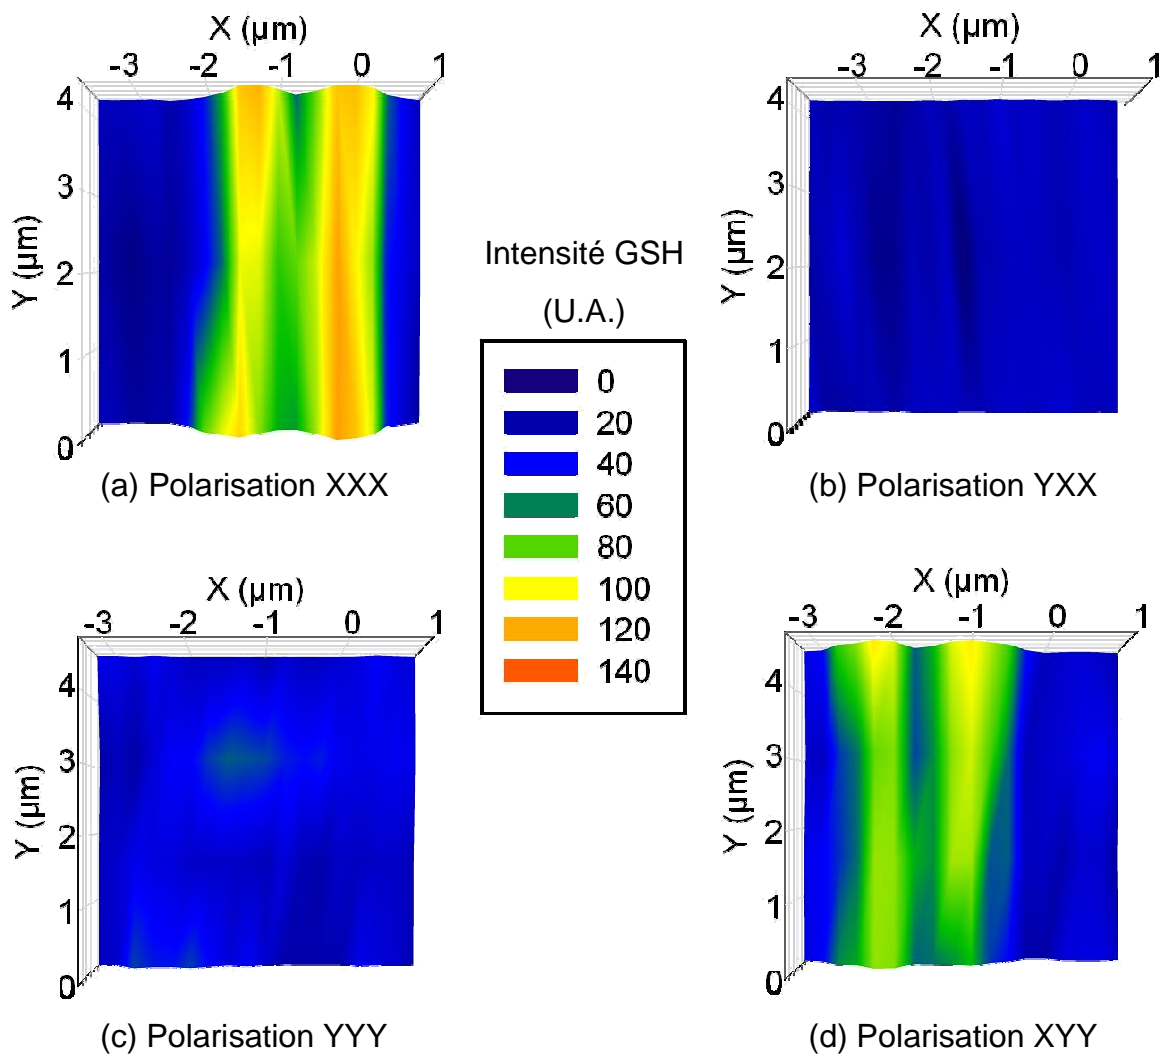 X (µm)
-3 -2 -1 0 1
4
3
2
1
0
Y (µm)
(a) Polarisation XXX
X (µm)
-3 -2 -1 0 1
4
3
2
1
0
Y (µm)
(b) Polarisation YXX
Intensité GSH
(U.A.)
0
20
40
60
80
100
120
140
X (µm)
-3 -2 -1 0 1
4
3
2
1
0
Y (µm)
(c) Polarisation YYY
X (µm)
-3 -2 -1 0 1
4
3
2
1
0
Y (µm)
(d) Polarisation XYY